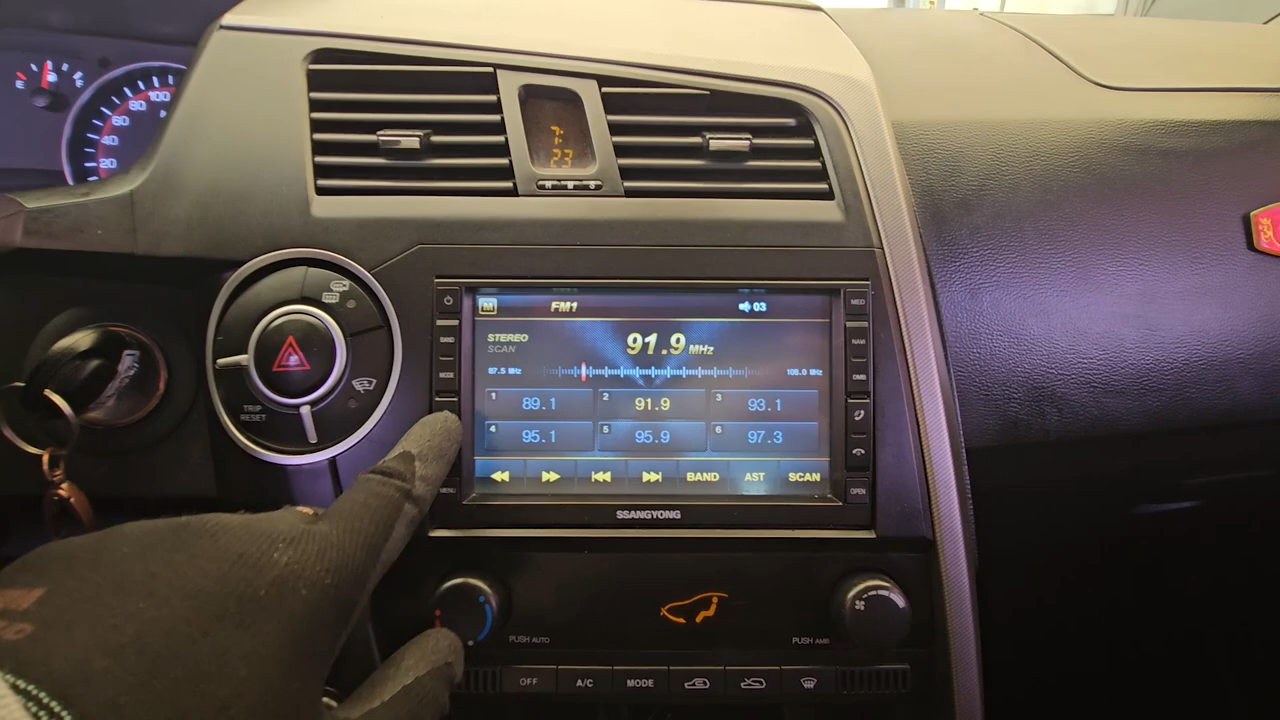 E F
100
80
60
40
20
7:
23
H M S
TRIP
RESET
BAND
MODE
MENU
M FM1 03
STEREO 91.9 MHz
SCAN
87.5 MHz 108.0 MHz
1 89.1 2 91.9 3 93.1
4 95.1 5 95.9 6 97.3
BAND AST SCAN
SSANGYONG
MED
NAVI
DMB
OPEN
PUSH AUTO PUSH AMB
OFF A/C MODE